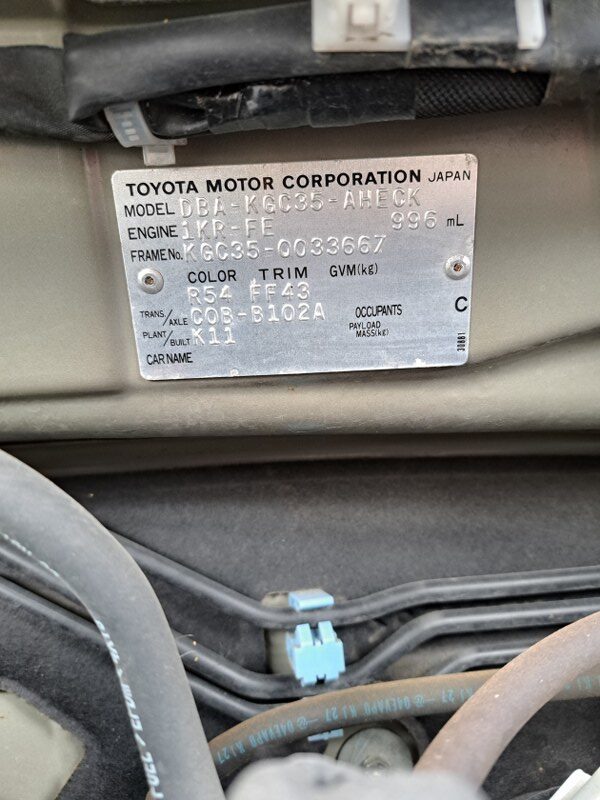 TOYOTA MOTOR CORPORATION JAPAN
MODEL DBA-KGC35-AHECK
ENGINE 1KR-FE 996 mL
FRAME No. KGC35-0033667
COLOR TRIM GVM(kg)
R54 FF43
TRANS/AXLE C0B-B102A OCCUPANTS C
PLANT/BUILT K11 PAYLOAD MASS(kg)
CAR NAME
30881